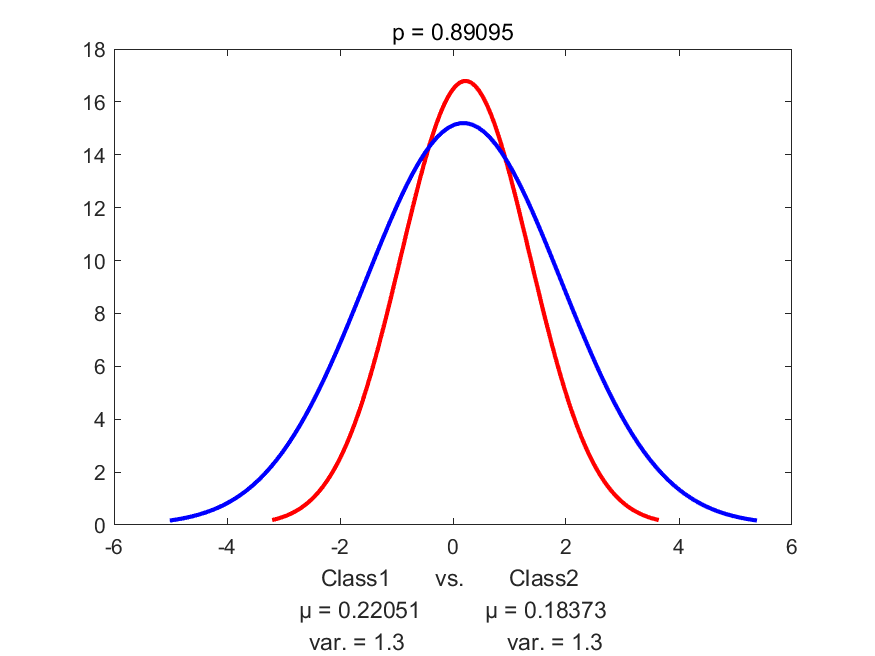 p = 0.89095
18
16
14
12
10
8
6
4
2
0
-6 -4 -2 0 2 4 6
Class1 vs. Class2
μ = 0.22051 μ = 0.18373
var. = 1.3 var. = 1.3